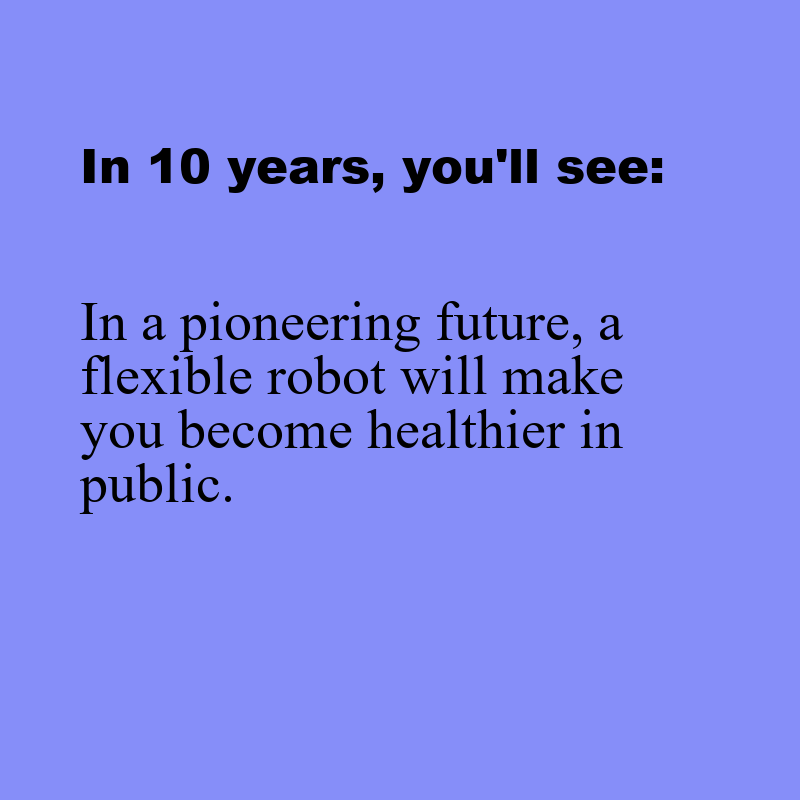 In 10 years, you'll see:
In a pioneering future, a
flexible robot will make
you become healthier in
public.